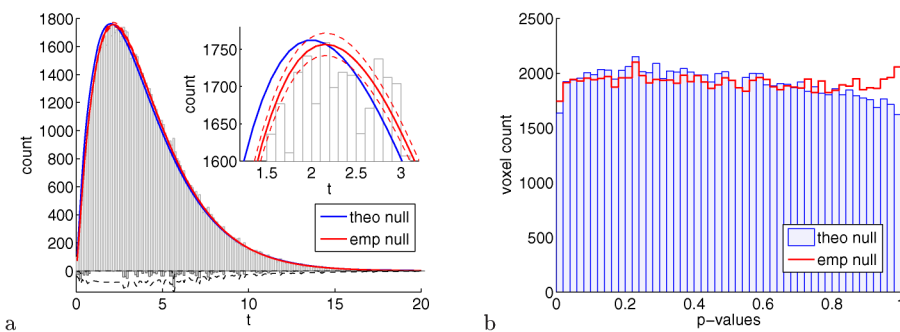 1800
1600
1400
1200
1000
800
600
400
200
0
count
0
5
10
15
20
t
1750
1700
1650
1600
count
1.5
2
2.5
3
t
theo null
emp null
a
2500
2000
1500
1000
500
0
voxel count
0
0.2
0.4
0.6
0.8
1
p-values
theo null
emp null
b